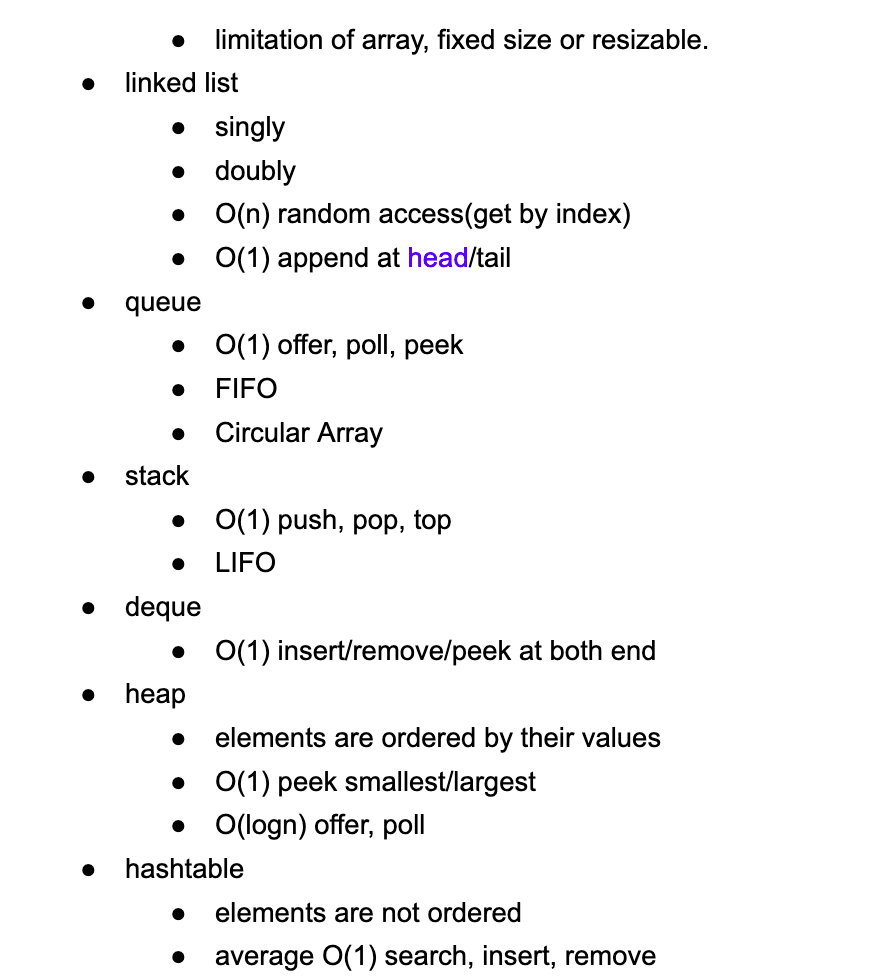 limitation of array, fixed size or resizable.
linked list
singly
doubly
O(n) random access(get by index)
O(1) append at head/tail
queue
O(1) offer, poll, peek
FIFO
Circular Array
stack
O(1) push, pop, top
LIFO
deque
O(1) insert/remove/peek at both end
heap
elements are ordered by their values
O(1) peek smallest/largest
O(logn) offer, poll
hashtable
elements are not ordered
average O(1) search, insert, remove